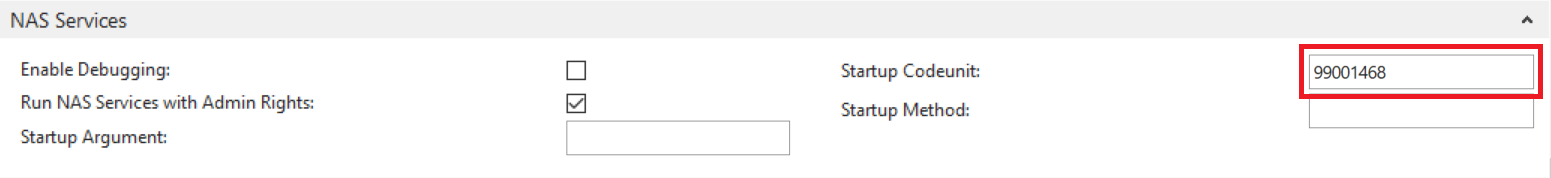 NAS Services
Enable Debugging:
Startup Codeunit: 99001468
Run NAS Services with Admin Rights:
Startup Method:
Startup Argument: